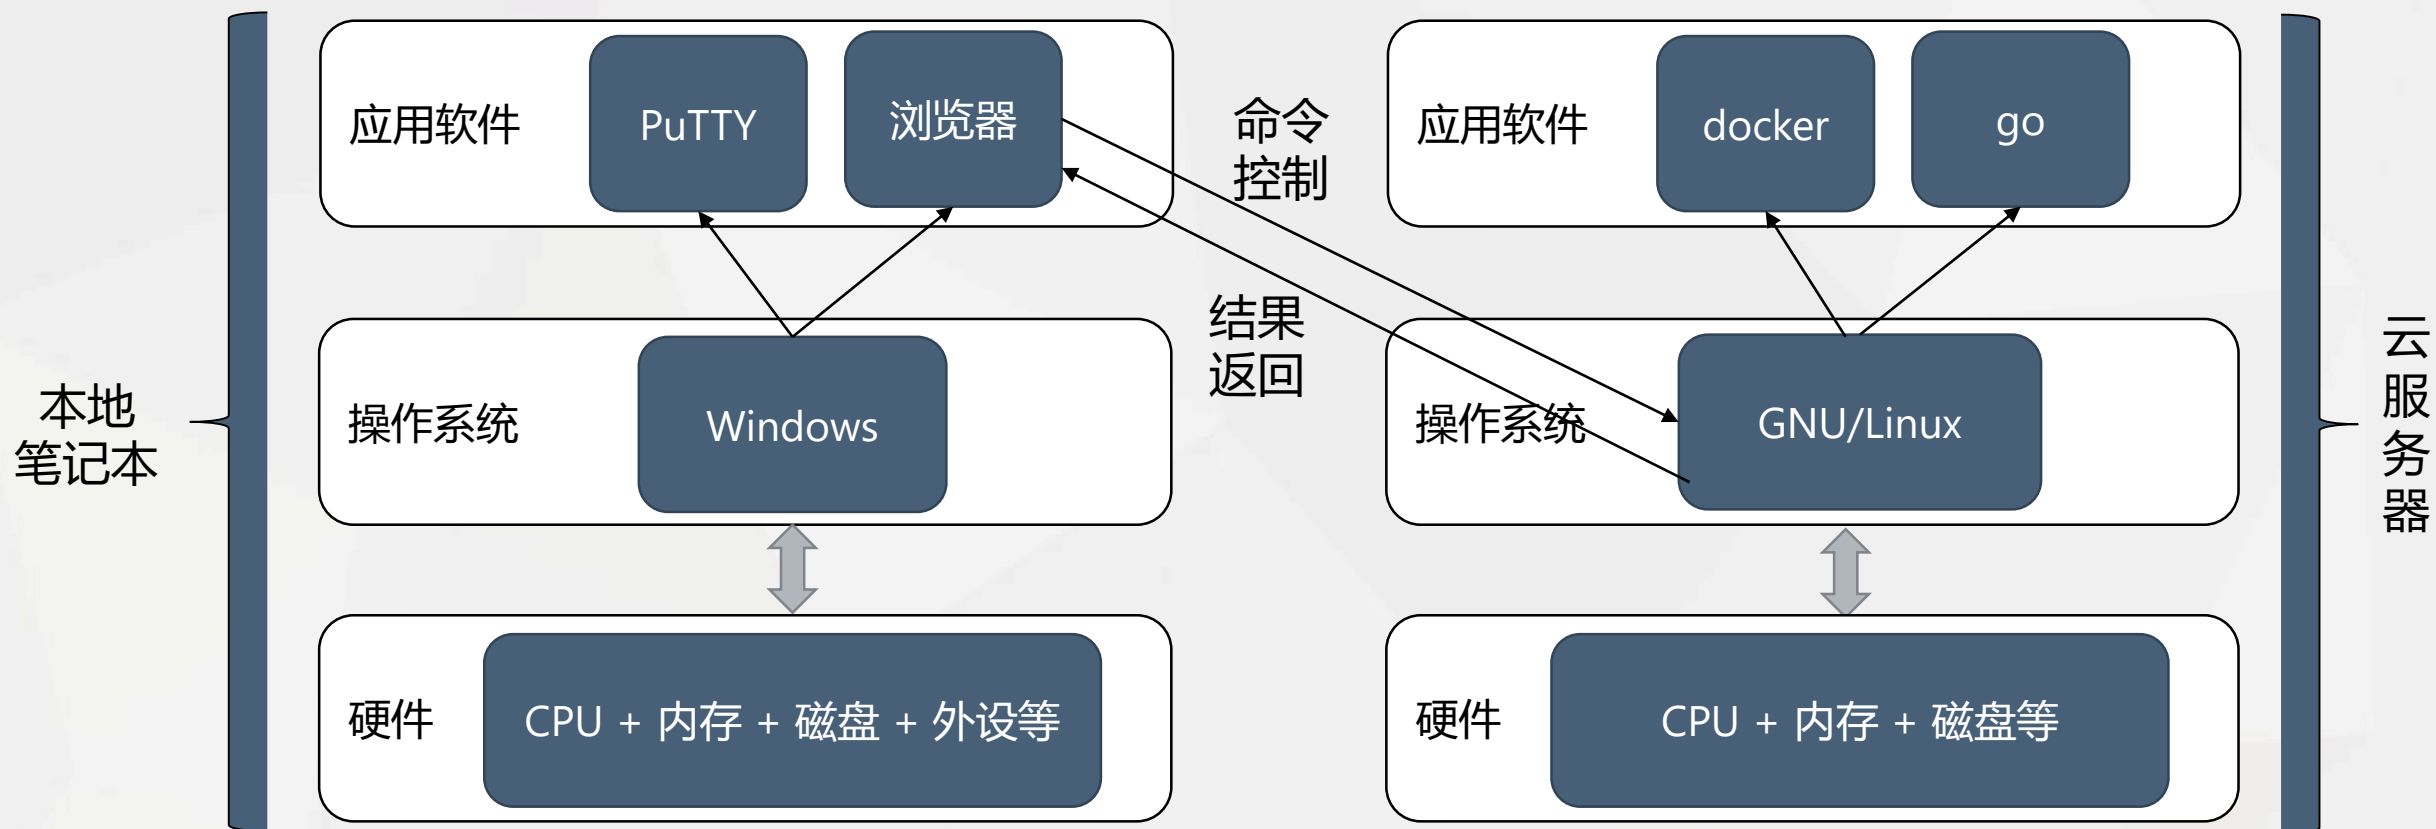 本地
笔记本
应用软件
PuTTY
浏览器
操作系统
Windows
硬件
CPU + 内存 + 磁盘 + 外设等
命令
控制
结果
返回
应用软件
docker
go
操作系统
GNU/Linux
硬件
CPU + 内存 + 磁盘等
云
服
务
器